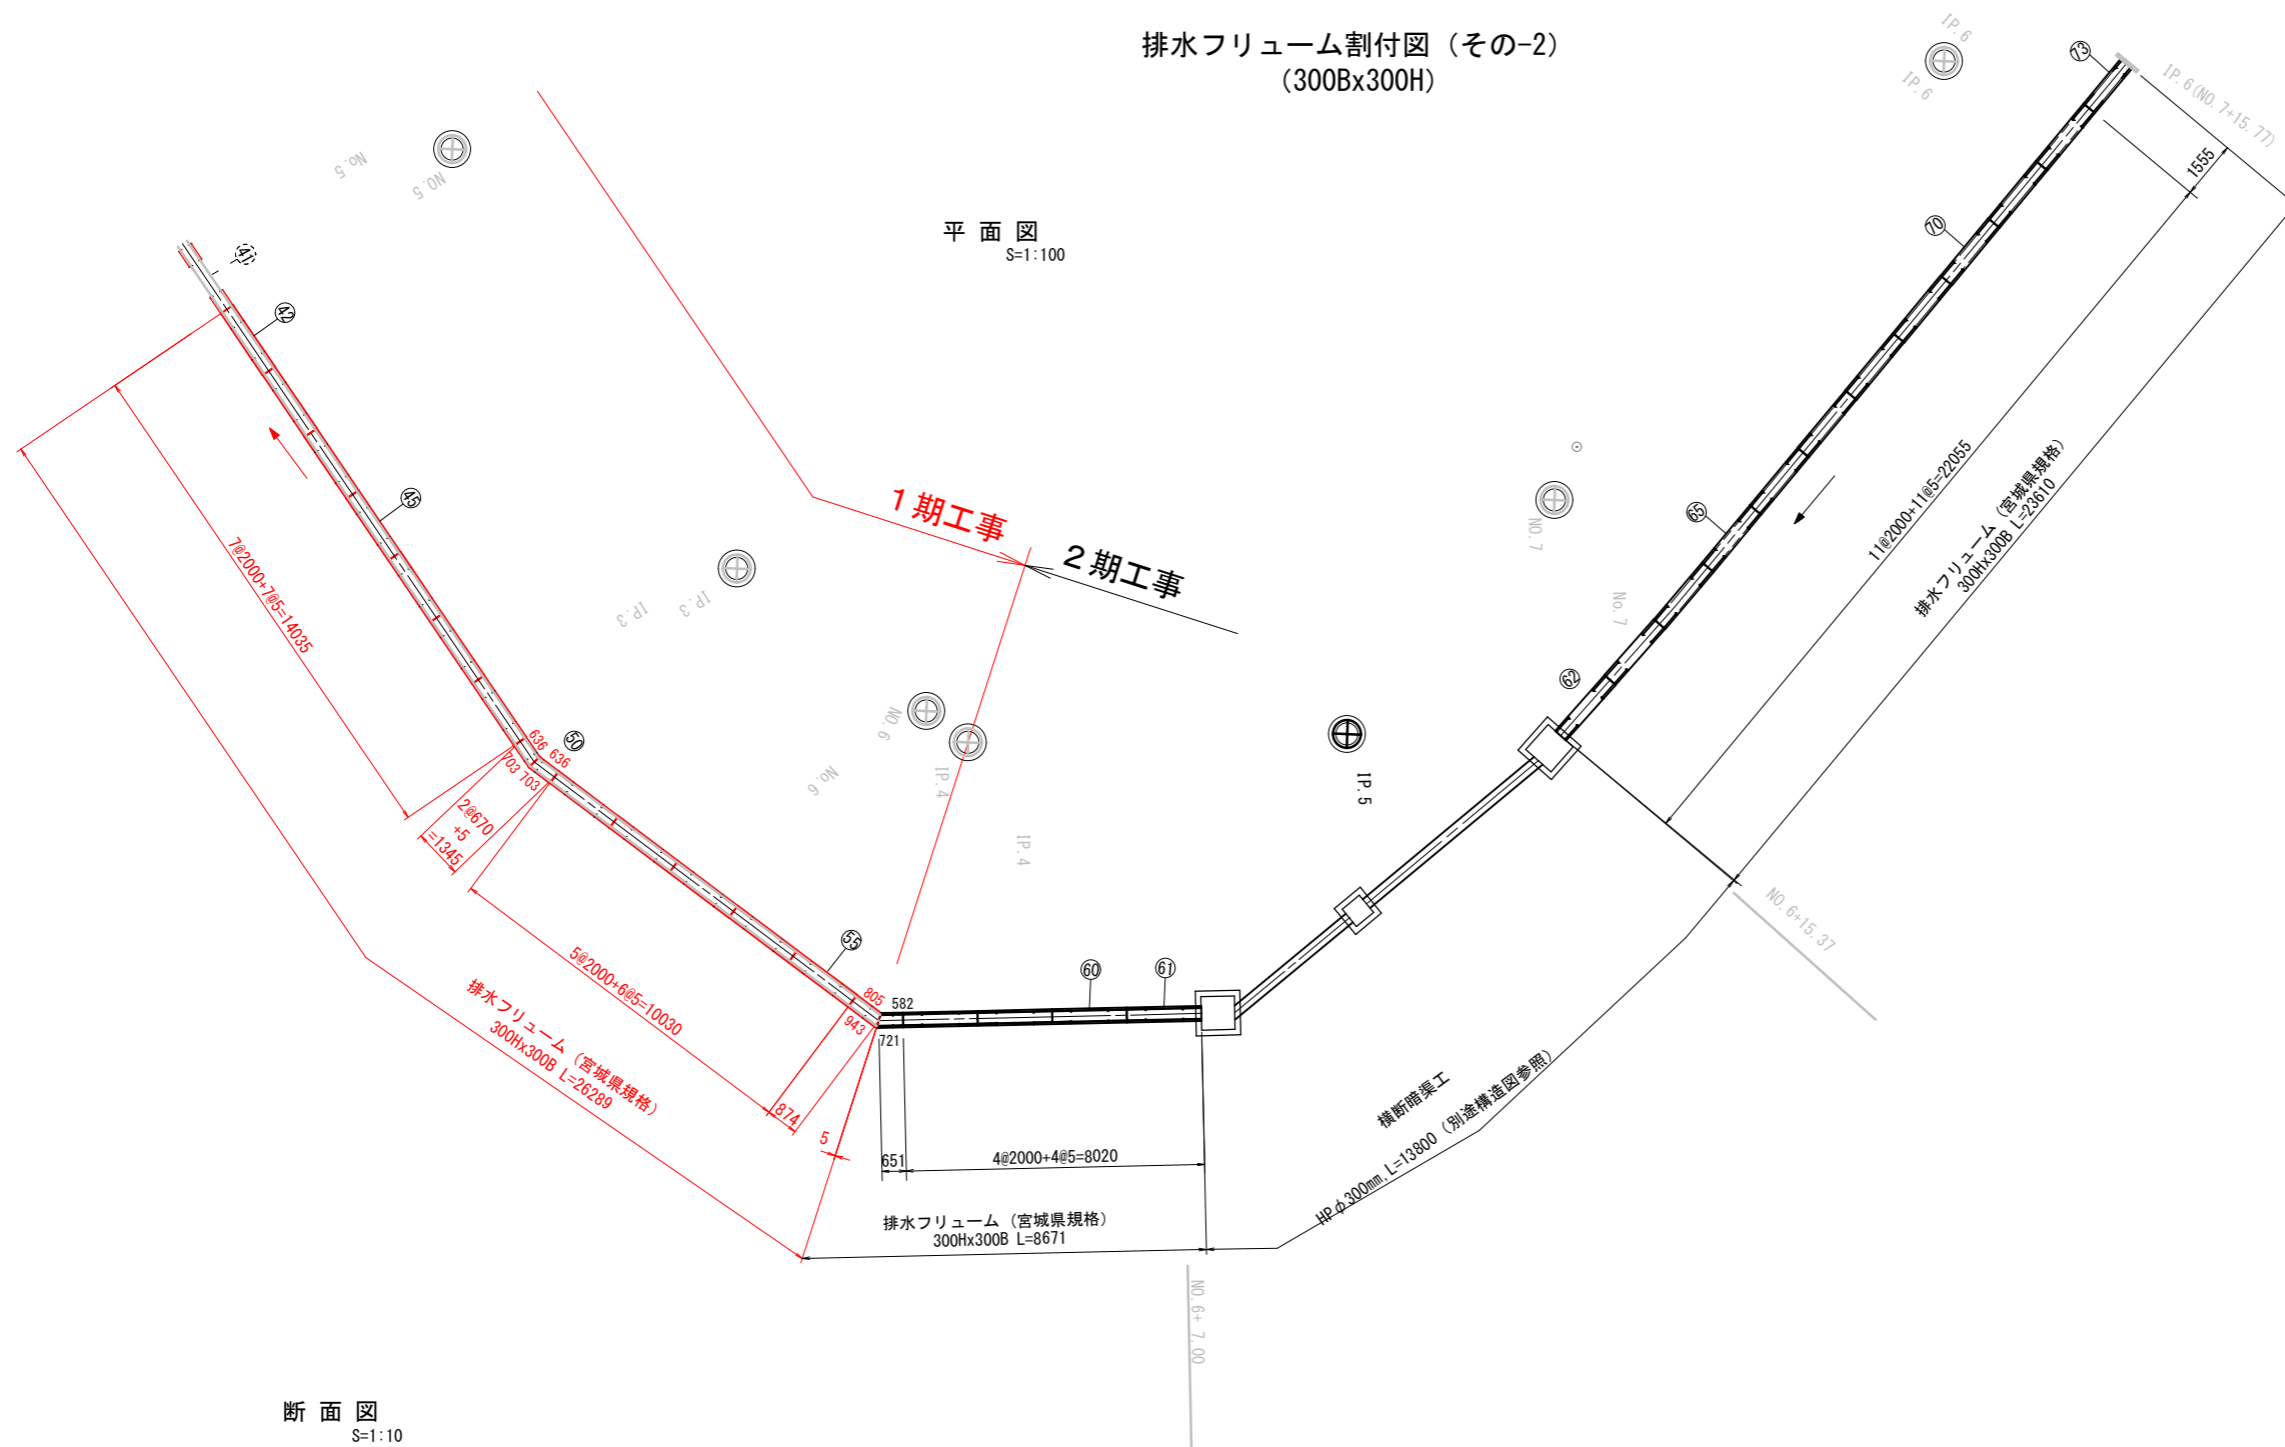 排水フリューム割付図（その-2）
(300Bx300H)
平 面 図
S=1:100
No.5
NO.5
41
42
45
50
55
60
61
62
65
70
73
IP.6
IP.6
IP.6(NO.7+15.77)
1555
11@2000+11@5=22055
排水フリューム（宮城県規格）
300Hx300B L=23610
NO.7
No.7
１期工事
２期工事
IP.3
IP.3
NO.6
No.6
IP.4
IP.4
IP.5
7@2000+7@5=14035
636
636
703
703
2@670
+5
=1345
5@2000+6@5=10030
排水フリューム（宮城県規格）
300Hx300B L=26289
805
943
874
5
582
721
651
4@2000+4@5=8020
排水フリューム（宮城県規格）
300Hx300B L=8671
横断暗渠工
HPφ300mm,L=13800（別途構造図参照）
NO.6+15.37
NO.6+ 7.00
断 面 図
S=1:10